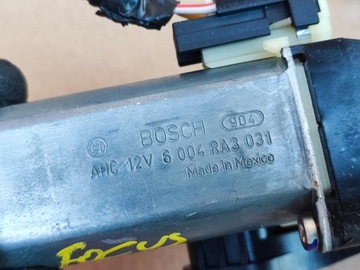 BOSCH 904
AHC 12V 6 004 RA3 031
Made in Mexico
FOCUS